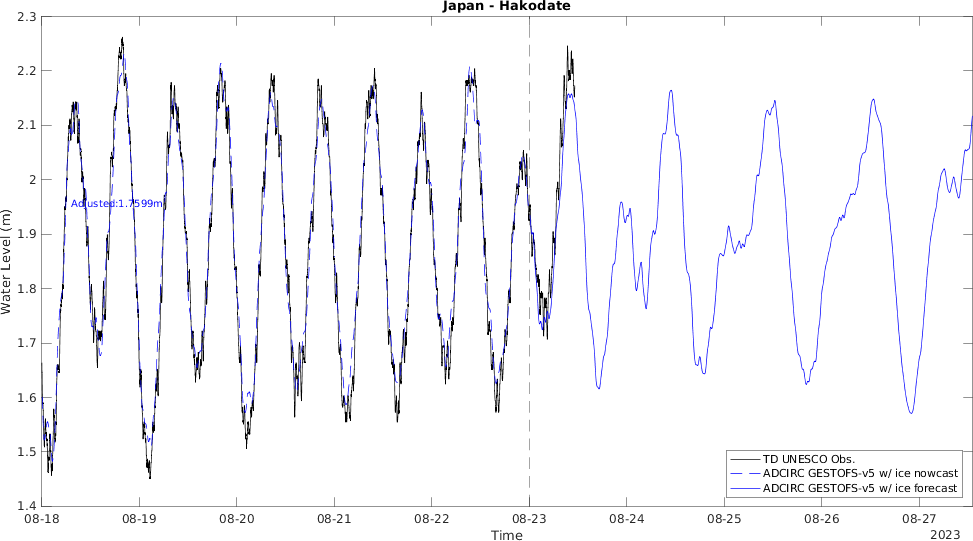 Japan - Hakodate
2.3
2.2
2.1
2
1.9
1.8
1.7
1.6
1.5
1.4
Water Level (m)
Adjusted:1.7599m
TD UNESCO Obs.
ADCIRC GESTOFS-v5 w/ ice nowcast
ADCIRC GESTOFS-v5 w/ ice forecast
08-18 08-19 08-20 08-21 08-22 08-23 08-24 08-25 08-26 08-27
Time
2023